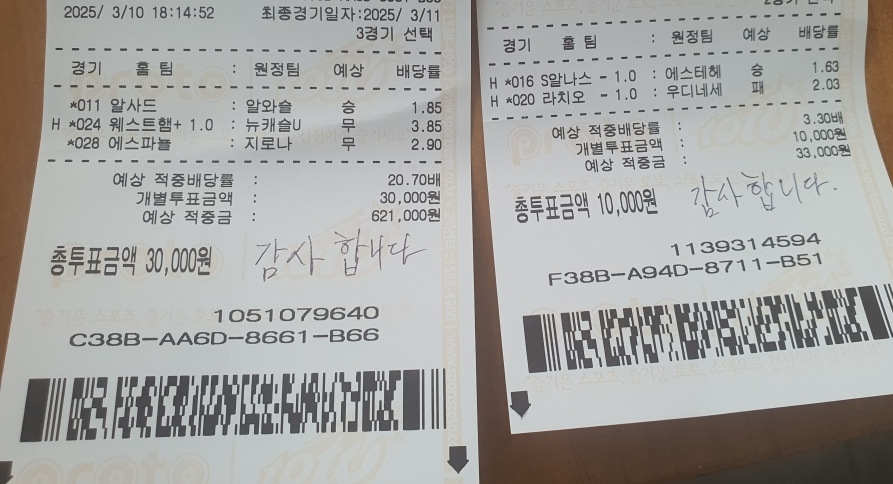 2025/ 3/10 18:14:52 최종경기일자:2025/ 3/11
3경기 선택
경기 홈 팀 : 원정팀 예상 배당률
*011 알사드 : 알와슬 승 1.85
H *024 웨스트햄+ 1.0 : 뉴캐슬U 무 3.85
*028 에스파뇰 : 지로나 무 2.90
예상 적중배당률 : 20.70배
개별투표금액 : 30,000원
예상 적중금 : 621,000원
총투표금액 30,000원 감사 합니다
1051079640
C38B-AA6D-8661-B66
경기 홈 팀 : 원정팀 예상 배당률
H *016 S알나스 - 1.0 : 에스테헤 승 1.63
H *020 라치오 - 1.0 : 우디네세 패 2.03
예상 적중배당률 : 3.30배
개별투표금액 : 10,000원
예상 적중금 : 33,000원
총투표금액 10,000원 감사 합니다.
1139314594
F38B-A94D-8711-B51